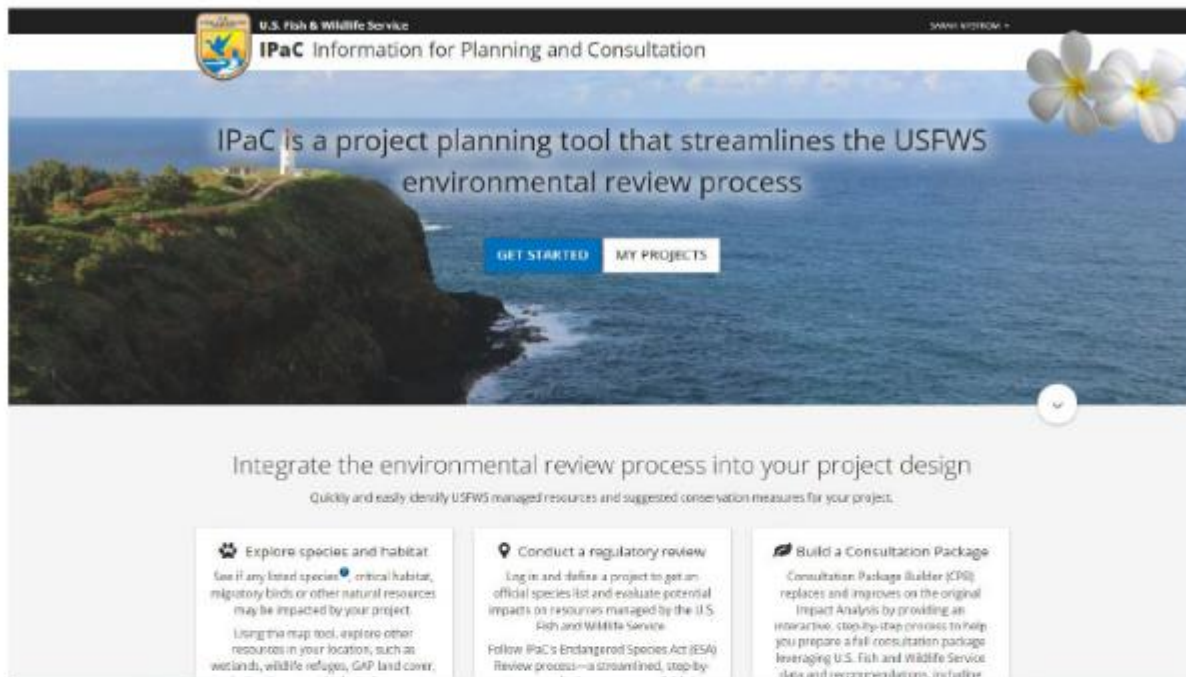 U.S. Fish & Wildlife Service
IPaC Information for Planning and Consultation
IPaC is a project planning tool that streamlines the USFWS
environmental review process
GET STARTED
MY PROJECTS
Integrate the environmental review process into your project design
Quickly and easily identify USFWS managed resources and suggested conservation measures for your project.
Explore species and habitat
See if any listed species, critical habitat,
migratory birds or other natural resources
may be impacted by your project.
Using the map tool, explore other
resources in your location, such as
wetlands, wildlife refuges, GAP land cover,
Conduct a regulatory review
Log in and define a project to get an
official species list and evaluate potential
impacts on resources managed by the U.S.
Fish and Wildlife Service.
Follow IPaC's Endangered Species Act (ESA)
Review process—a streamlined, step-by-
Build a Consultation Package
Consultation Package Builder (CPB)
replaces and improves on the original
Impact Analysis by providing an
interactive, step-by-step process to help
you prepare a full consultation package
leveraging U.S. Fish and Wildlife Service
data and recommendations, including